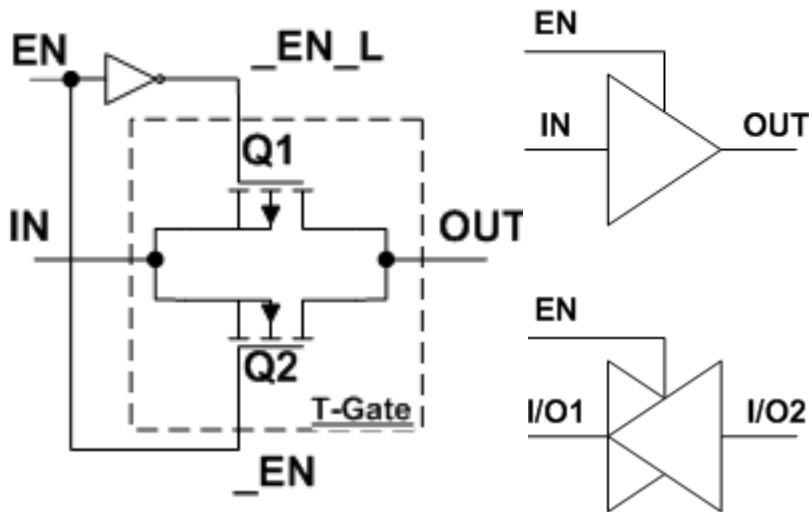 EN
_EN_L
Q1
IN
OUT
Q2
T-Gate
_EN
EN
IN
OUT
EN
I/O1
I/O2